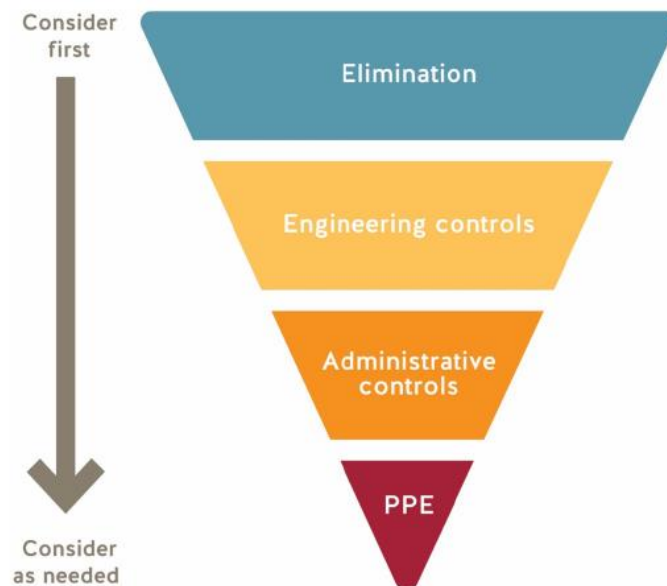 Consider
first
Elimination
Engineering controls
Administrative
controls
PPE
Consider
as needed